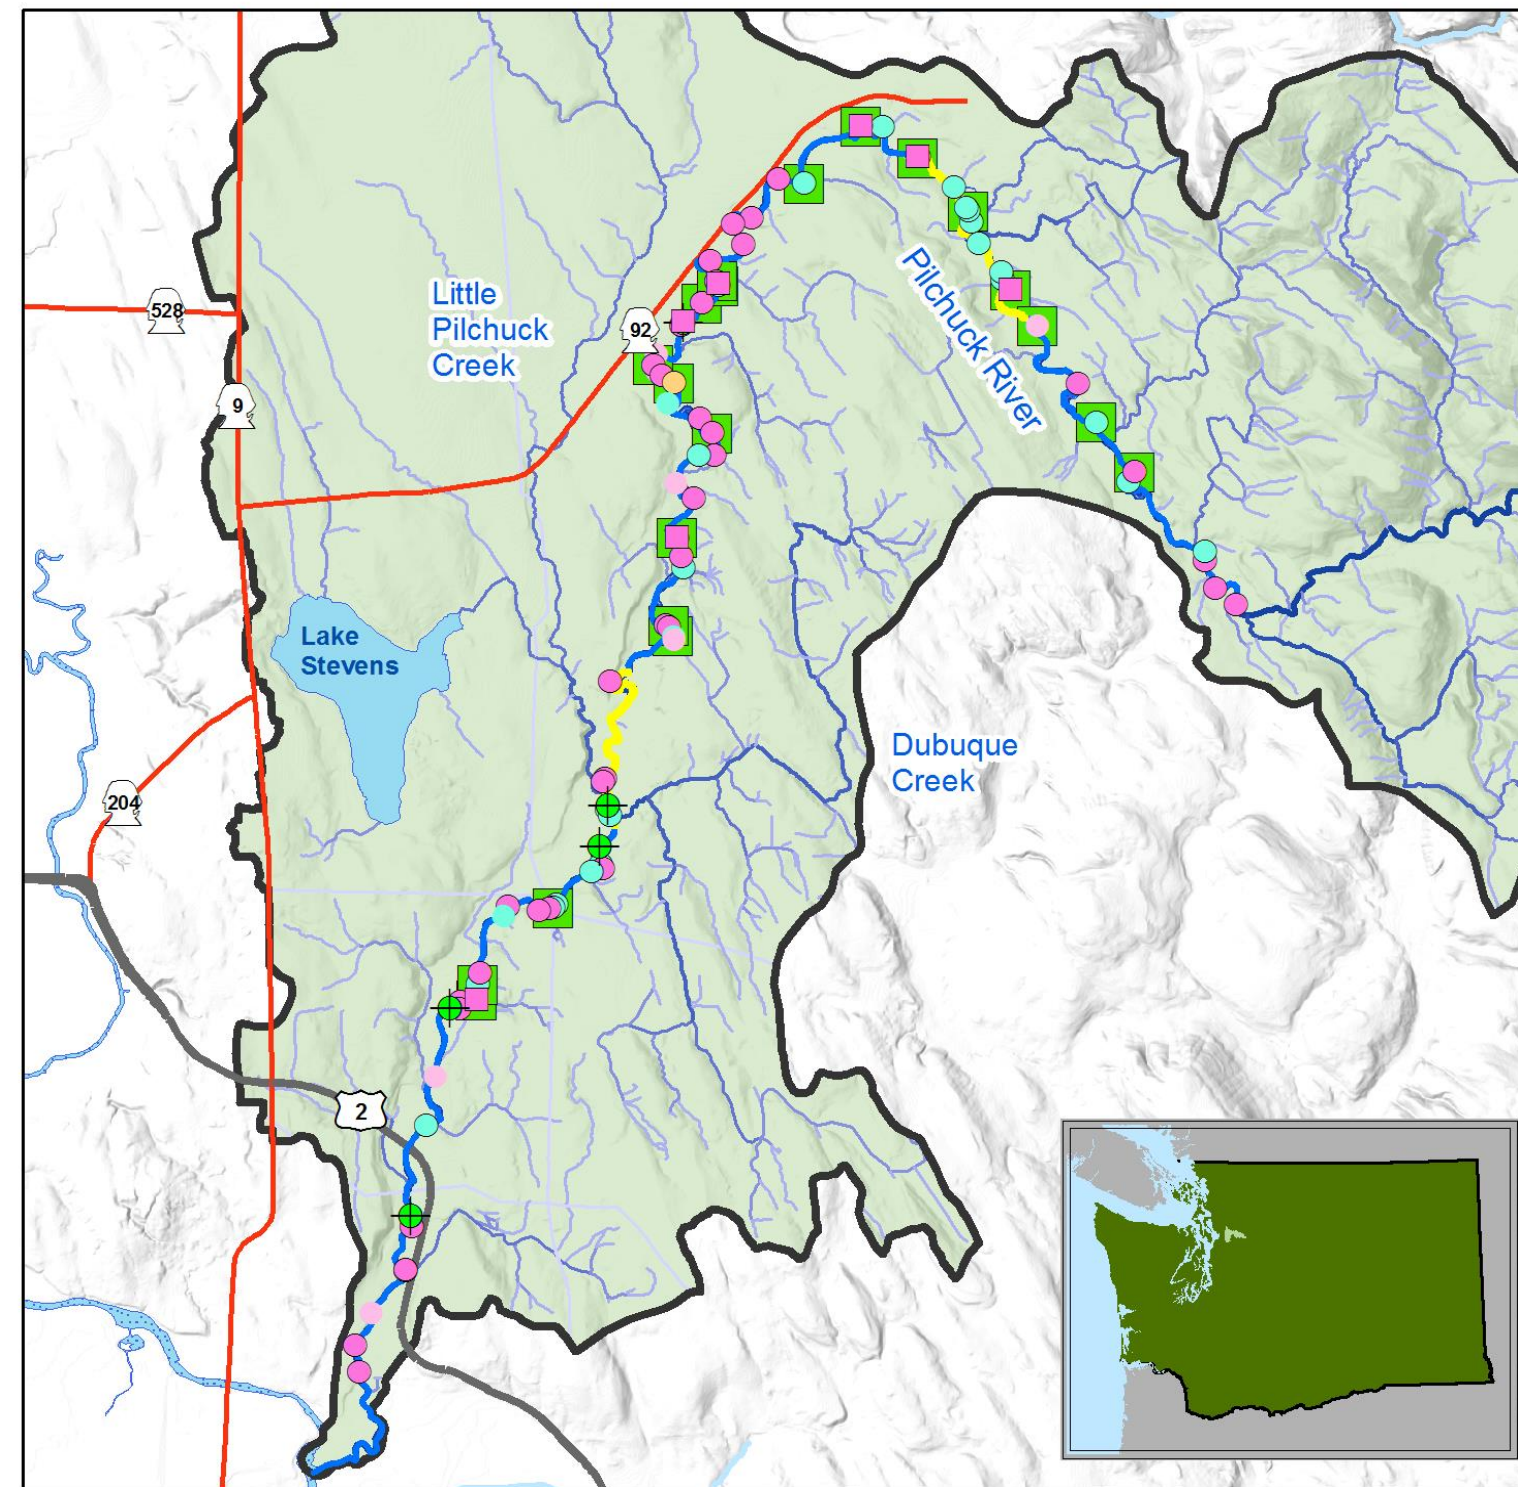 528
9
92
Little
Pilchuck
Creek
Pilchuck River
Lake
Stevens
204
Dubuque
Creek
2